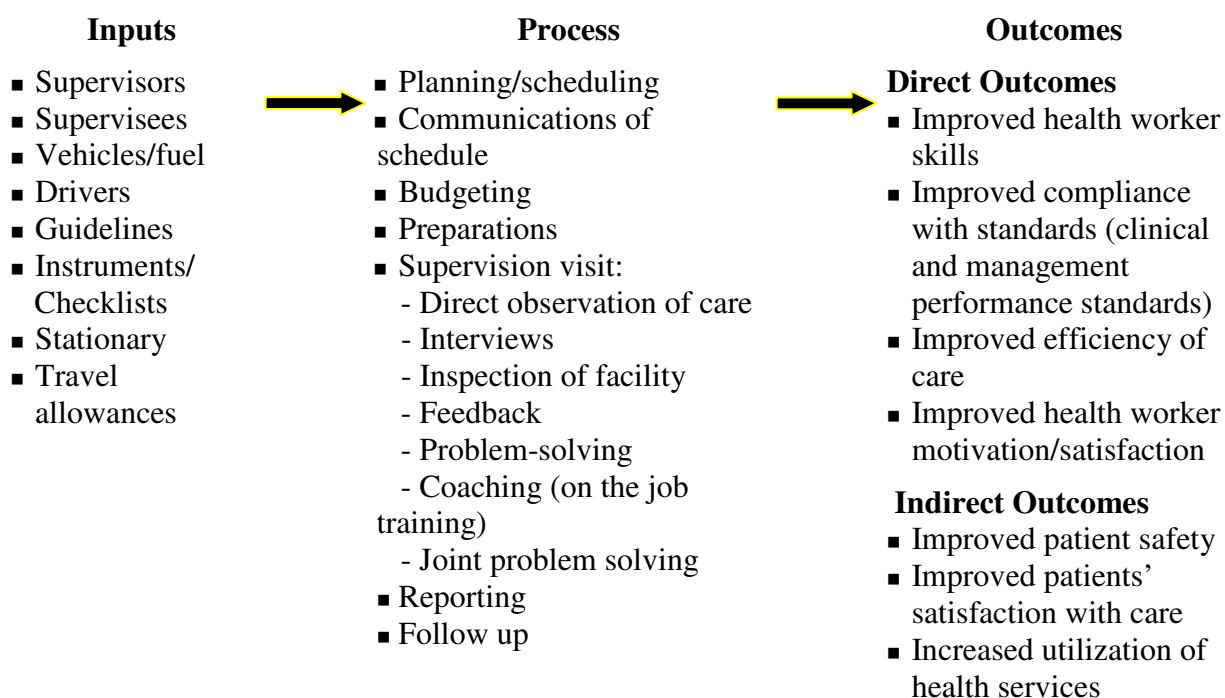 Inputs
■ Supervisors
■ Supervisees
■ Vehicles/fuel
■ Drivers
■ Guidelines
■ Instruments/
Checklists
■ Stationary
■ Travel
allowances
Process
■ Planning/scheduling
■ Communications of
schedule
■ Budgeting
■ Preparations
■ Supervision visit:
- Direct observation of care
- Interviews
- Inspection of facility
- Feedback
- Problem-solving
- Coaching (on the job
training)
- Joint problem solving
■ Reporting
■ Follow up
Outcomes
Direct Outcomes
■ Improved health worker
skills
■ Improved compliance
with standards (clinical
and management
performance standards)
■ Improved efficiency of
care
■ Improved health worker
motivation/satisfaction
Indirect Outcomes
■ Improved patient safety
■ Improved patients’
satisfaction with care
■ Increased utilization of
health services